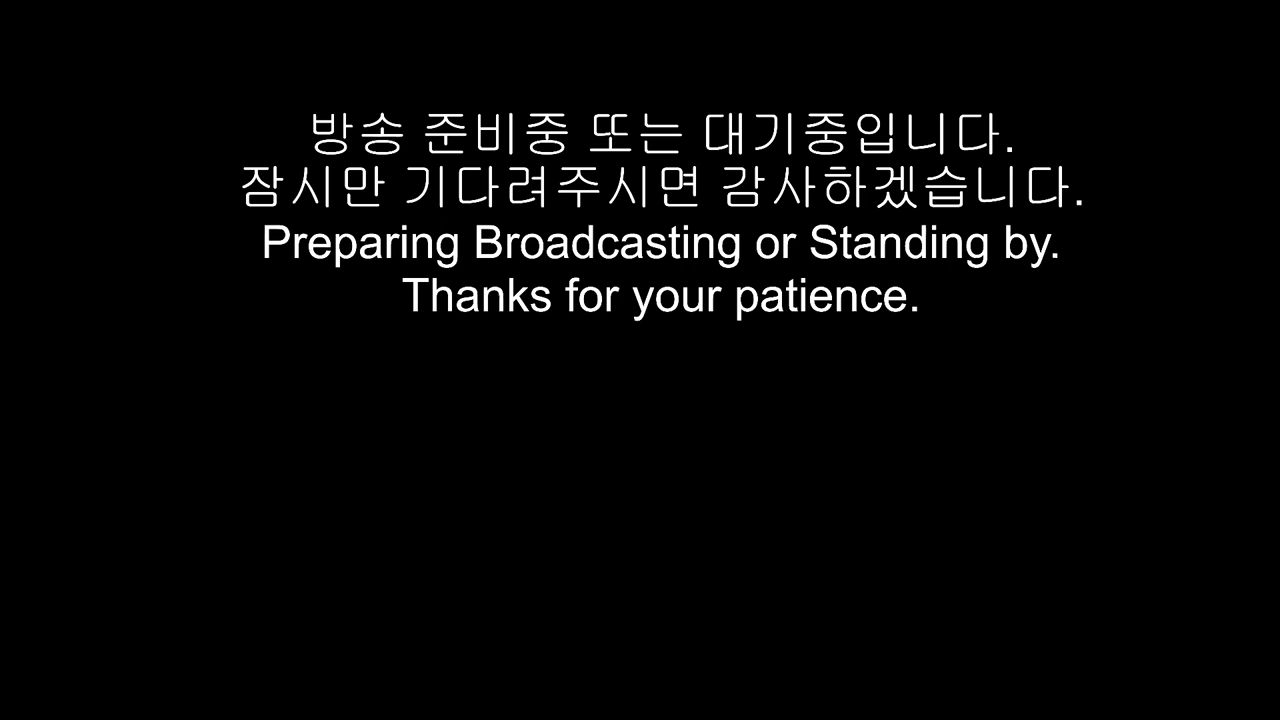 방송 준비중 또는 대기중입니다.
잠시만 기다려주시면 감사하겠습니다.
Preparing Broadcasting or Standing by.
Thanks for your patience.